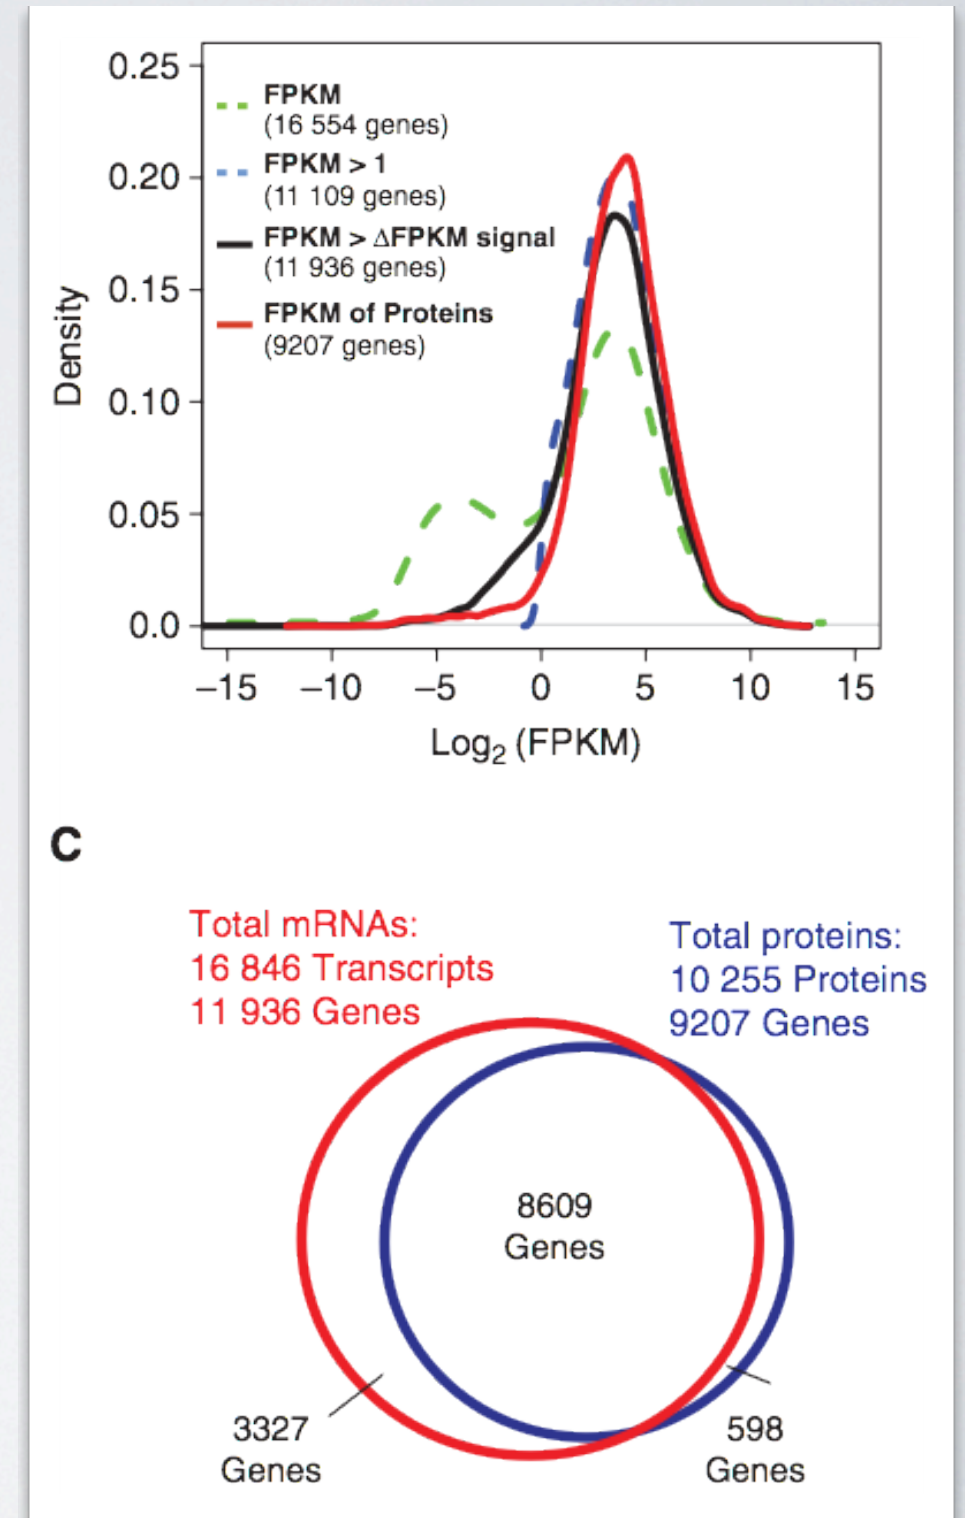 0.25
0.20
0.15
0.10
0.05
0.0
Density
FPKM
(16 554 genes)
FPKM > 1
(11 109 genes)
FPKM > ΔFPKM signal
(11 936 genes)
FPKM of Proteins
(9207 genes)
–15 –10 –5 0 5 10 15
Log₂ (FPKM)
C
Total mRNAs:
16 846 Transcripts
11 936 Genes
Total proteins:
10 255 Proteins
9207 Genes
8609
Genes
3327
Genes
598
Genes